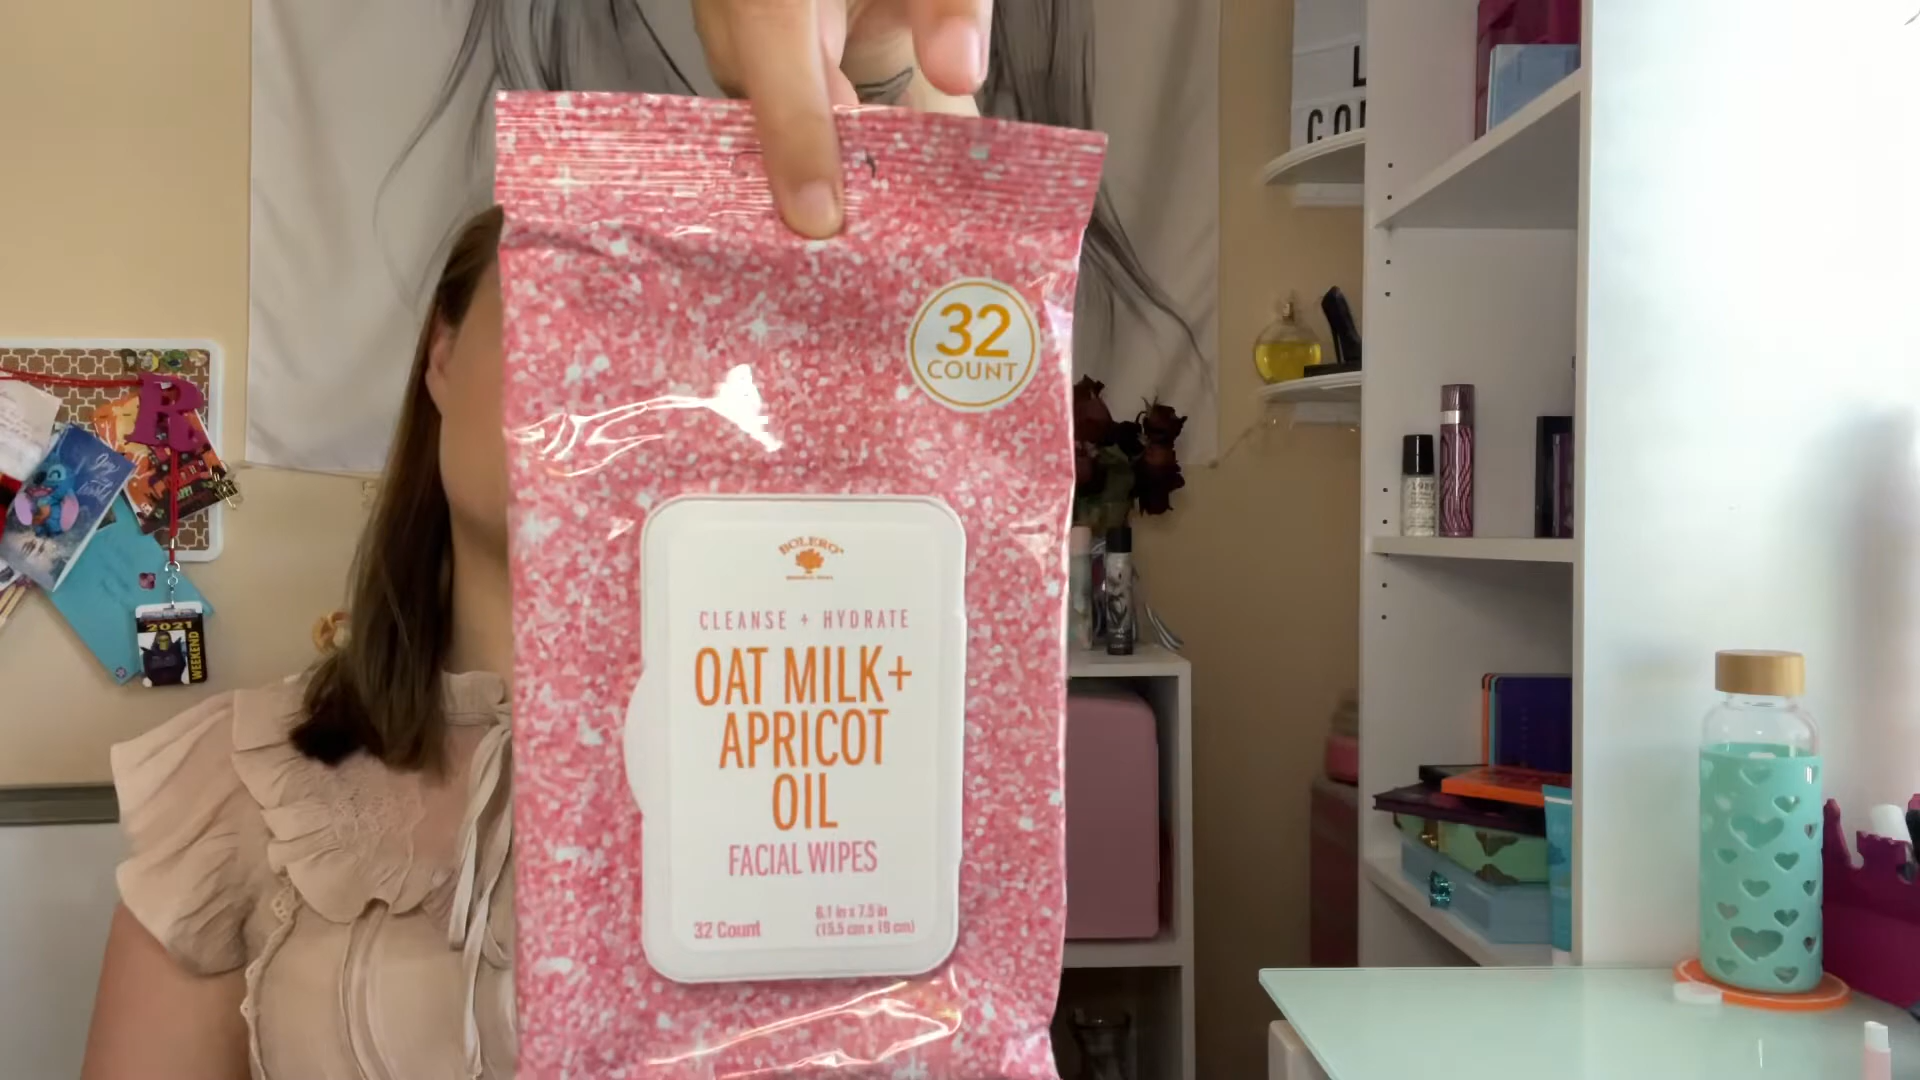 L
CO
32
COUNT
BOLERO
CLEANSE + HYDRATE
OAT MILK+
APRICOT
OIL
FACIAL WIPES
32 Count
6.1 in x 7.5 in
(15.5 cm x 19 cm)
R
2021
WEEKEND